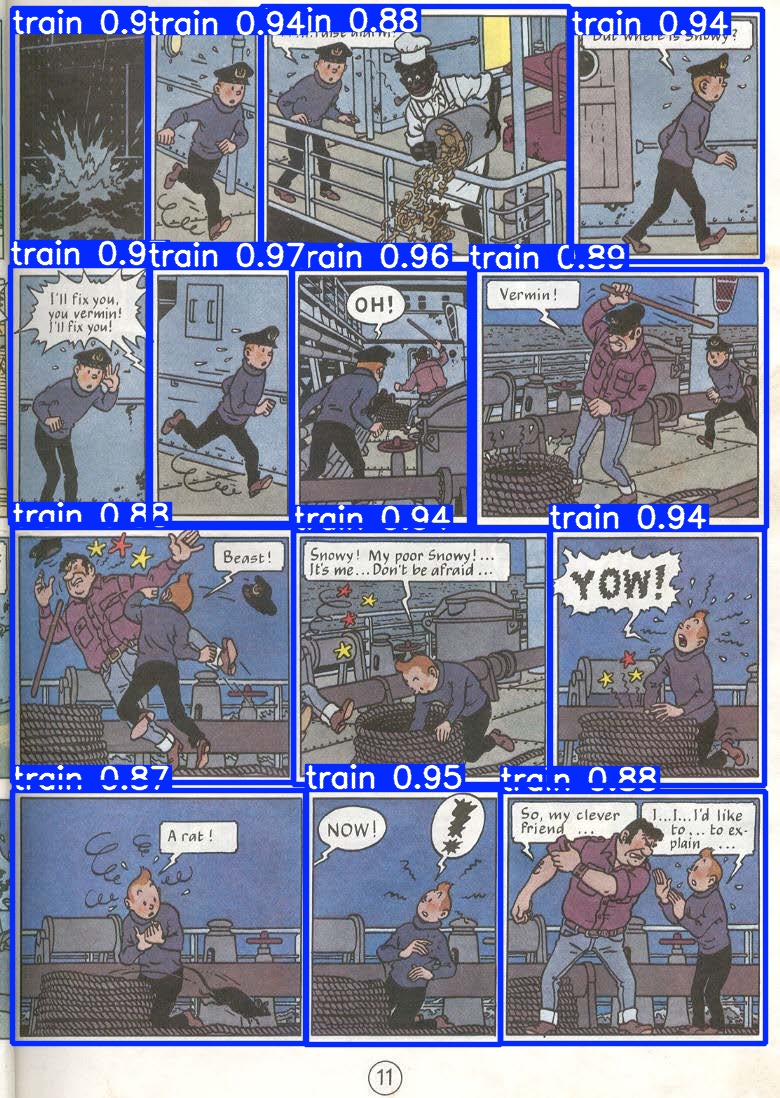 train 0.9
train 0.94
in 0.88
train 0.94
raise alarm!
But where is Snowy?
train 0.9
train 0.97
rain 0.96
train 0.89
I'll fix you,
you vermin!
I'll fix you!
OH!
Vermin!
train 0.88
train 0.94
train 0.94
Beast!
Snowy! My poor Snowy!...
It's me...Don't be afraid...
YOW!
train 0.87
train 0.95
train 0.88
A rat!
NOW!
!
So, my clever
friend ...
I...I...I'd like
to... to ex-
plain ...
11